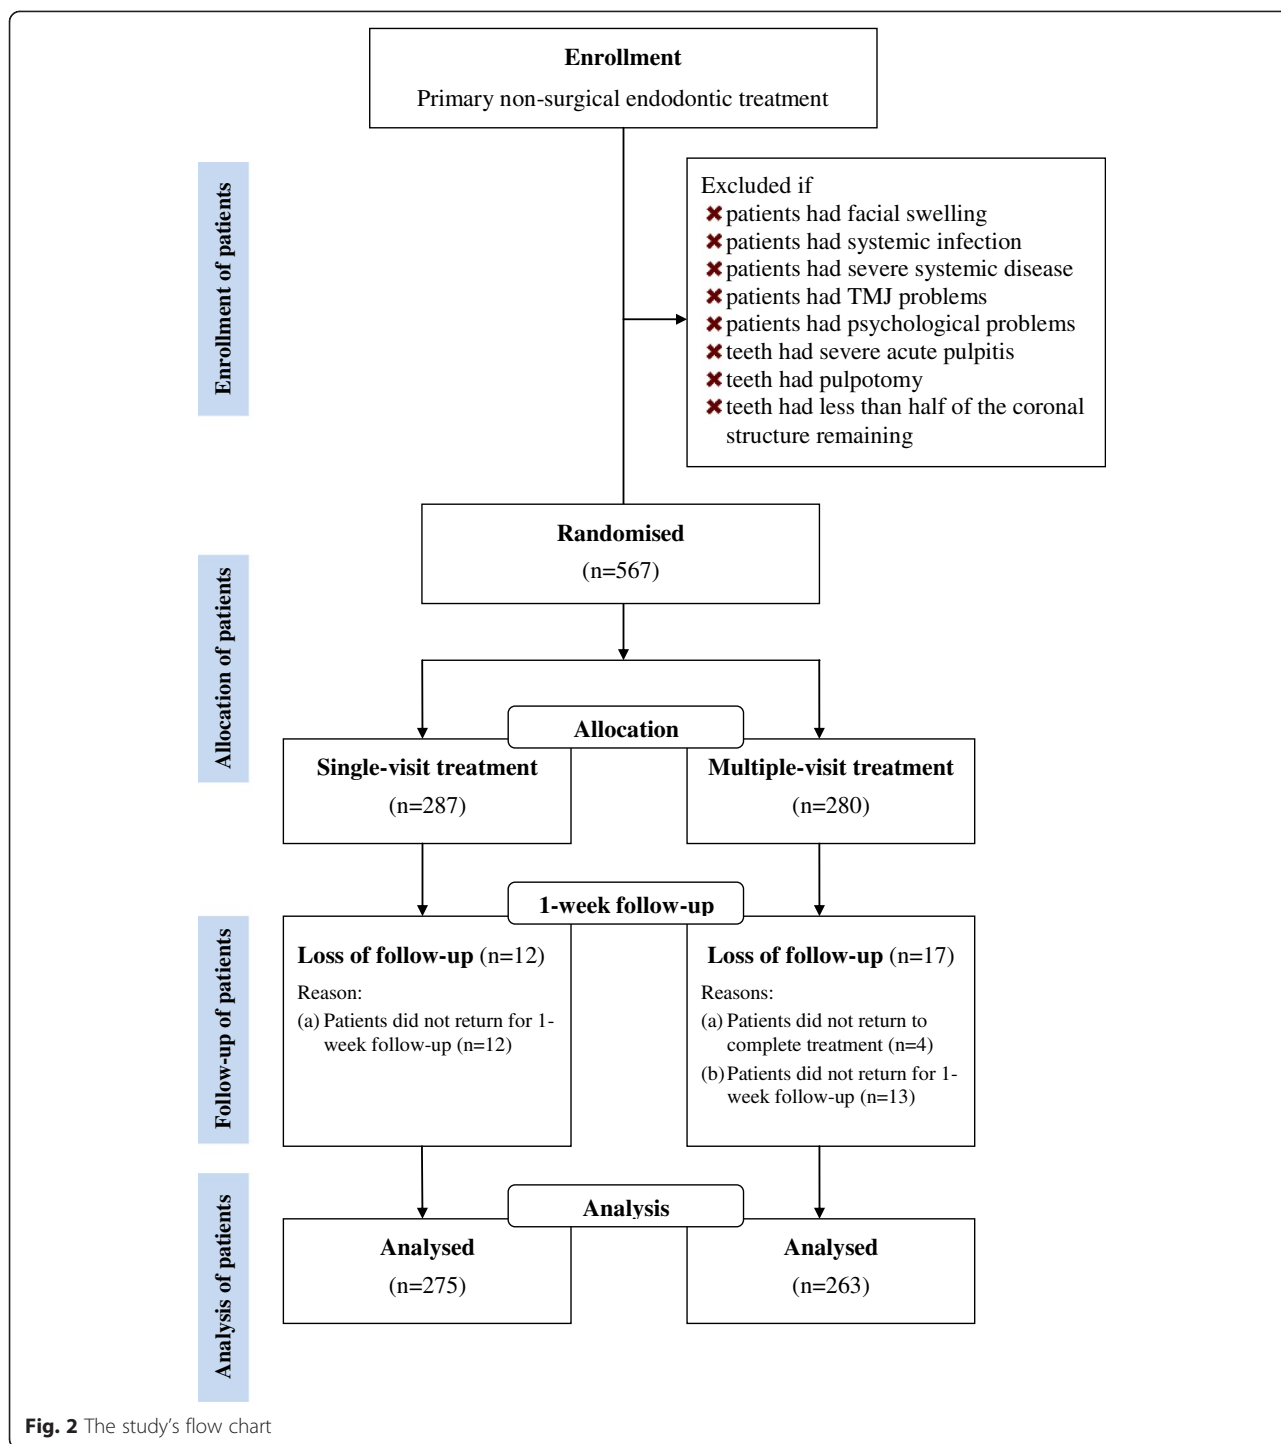 Enrollment
Primary non-surgical endodontic treatment
Enrollment of patients
Excluded if
✖ patients had facial swelling
✖ patients had systemic infection
✖ patients had severe systemic disease
✖ patients had TMJ problems
✖ patients had psychological problems
✖ teeth had severe acute pulpitis
✖ teeth had pulpotomy
✖ teeth had less than half of the coronal
structure remaining
Randomised
(n=567)
Allocation of patients
Allocation
Single-visit treatment
(n=287)
Multiple-visit treatment
(n=280)
1-week follow-up
Follow-up of patients
Loss of follow-up (n=12)
Reason:
(a) Patients did not return for 1-
week follow-up (n=12)
Loss of follow-up (n=17)
Reasons:
(a) Patients did not return to
complete treatment (n=4)
(b) Patients did not return for 1-
week follow-up (n=13)
Analysis of patients
Analysis
Analysed
(n=275)
Analysed
(n=263)
Fig. 2 The study's flow chart